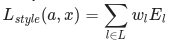 L_{style}(a, x) = \sum_{l \in L} w_l E_l